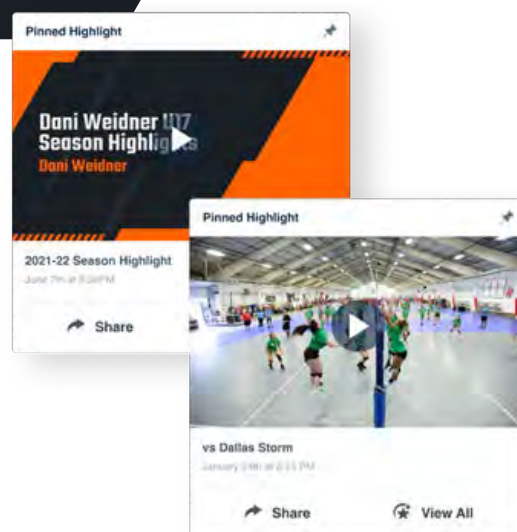 Pinned Highlight
Dani Weidner U17
Season Highlights
Dani Weidner
2021-22 Season Highlight
Share
Pinned Highlight
vs Dallas Storm
Share
View All